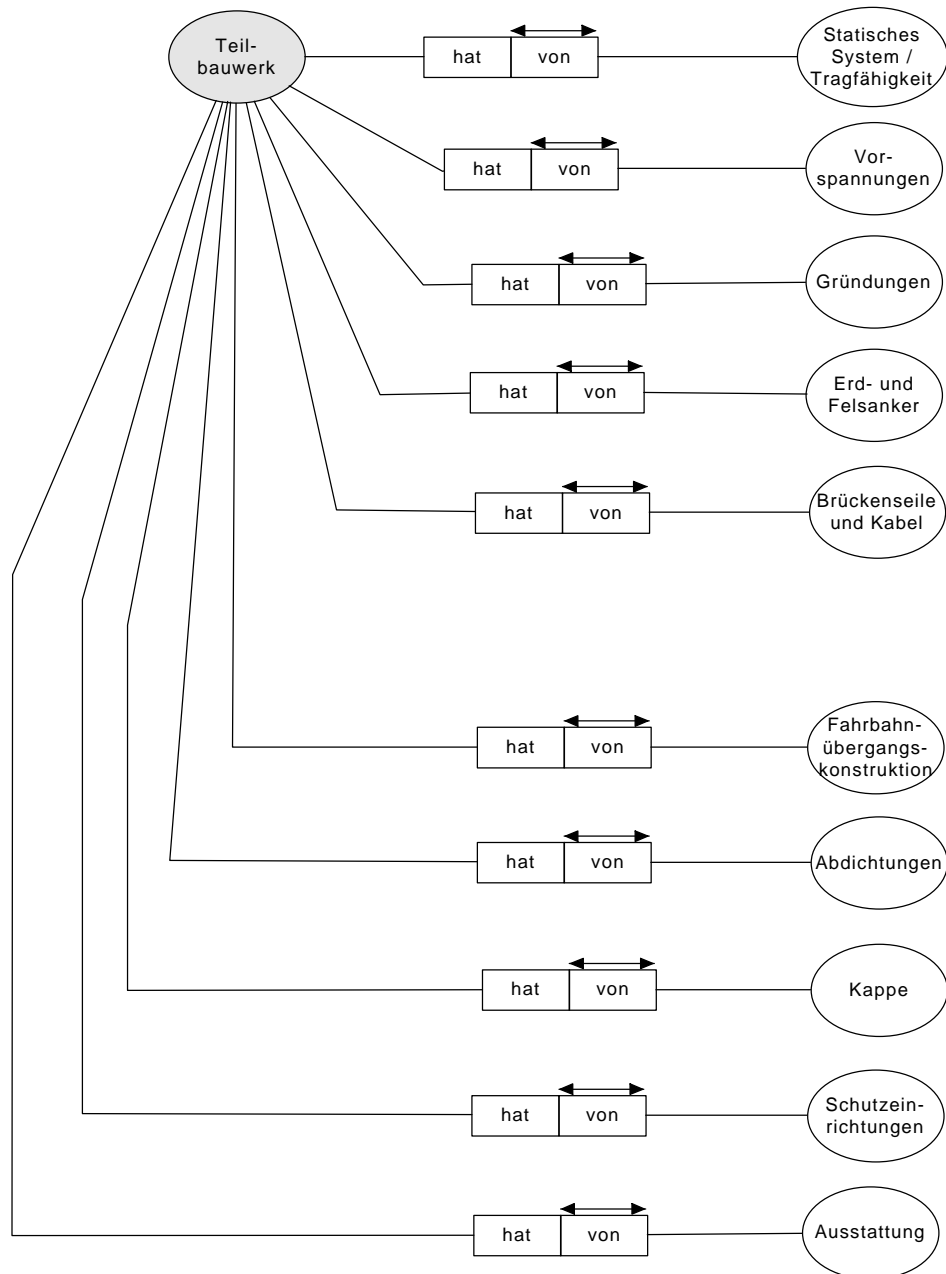 Teil-
bauwerk
hat von
Statisches
System /
Tragfähigkeit
hat von
Vor-
spannungen
hat von
Gründungen
hat von
Erd- und
Felsanker
hat von
Brückenseile
und Kabel
hat von
Fahrbahn-
übergangs-
konstruktion
hat von
Abdichtungen
hat von
Kappe
hat von
Schutzein-
richtungen
hat von
Ausstattung